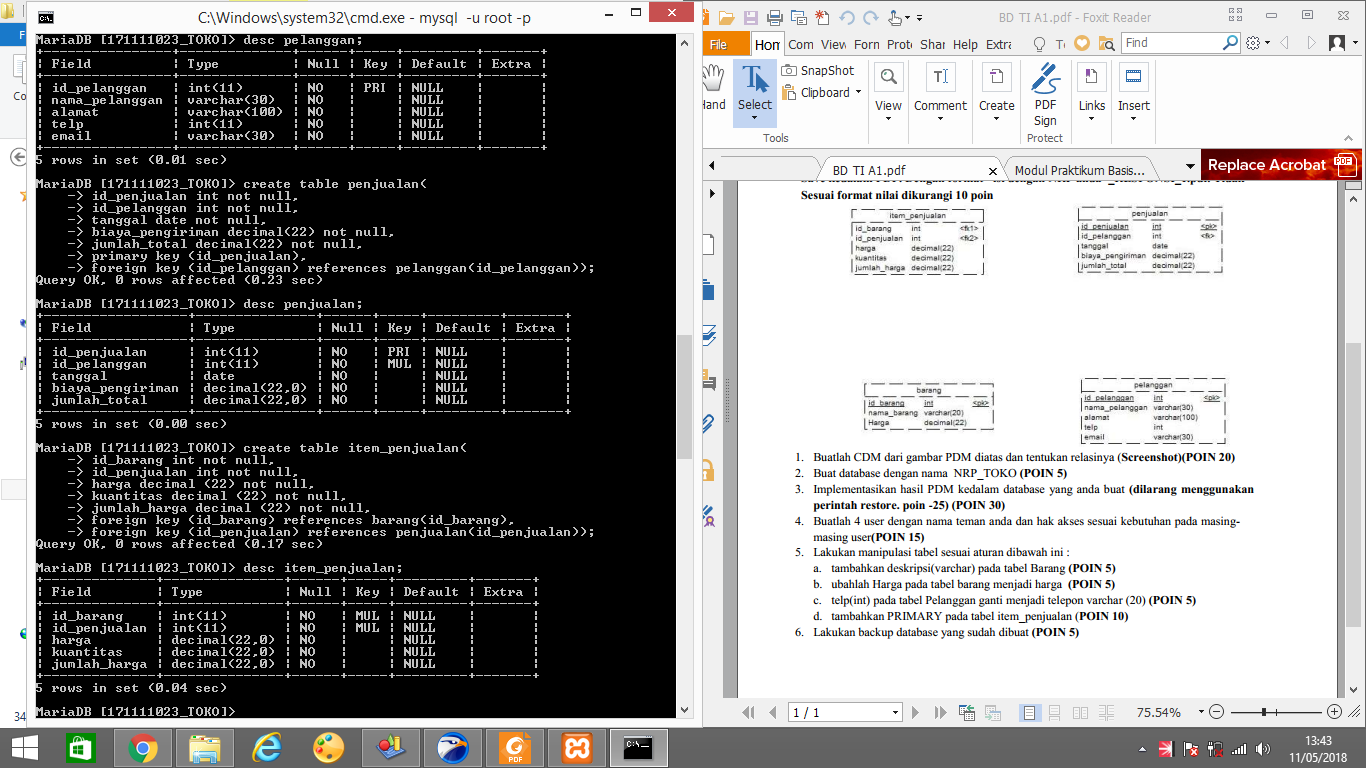 C:\Windows\system32\cmd.exe - mysql -u root -p
MariaDB [171111023_TOKO]> desc pelanggan;
| Field | Type | Null | Key | Default | Extra |
| id_pelanggan | int(11) | NO | PRI | NULL | |
| nama_pelanggan | varchar(30) | NO | | NULL | |
| alamat | varchar(100) | NO | | NULL | |
| telp | int(11) | NO | | NULL | |
| email | varchar(30) | NO | | NULL | |
5 rows in set (0.01 sec)
MariaDB [171111023_TOKO]> create table penjualan(
-> id_penjualan int not null,
-> id_pelanggan int not null,
-> tanggal date not null,
-> biaya_pengiriman decimal(22) not null,
-> jumlah_total decimal(22) not null,
-> primary key (id_penjualan),
-> foreign key (id_pelanggan) references pelanggan(id_pelanggan));
Query OK, 0 rows affected (0.23 sec)
MariaDB [171111023_TOKO]> desc penjualan;
| Field | Type | Null | Key | Default | Extra |
| id_penjualan | int(11) | NO | PRI | NULL | |
| id_pelanggan | int(11) | NO | MUL | NULL | |
| tanggal | date | NO | | NULL | |
| biaya_pengiriman | decimal(22,0) | NO | | NULL | |
| jumlah_total | decimal(22,0) | NO | | NULL | |
5 rows in set (0.00 sec)
MariaDB [171111023_TOKO]> create table item_penjualan(
-> id_barang int not null,
-> id_penjualan int not null,
-> harga decimal (22) not null,
-> kuantitas decimal (22) not null,
-> jumlah_harga decimal (22) not null,
-> foreign key (id_barang) references barang(id_barang),
-> foreign key (id_penjualan) references penjualan(id_penjualan));
Query OK, 0 rows affected (0.17 sec)
MariaDB [171111023_TOKO]> desc item_penjualan;
| Field | Type | Null | Key | Default | Extra |
| id_barang | int(11) | NO | MUL | NULL | |
| id_penjualan | int(11) | NO | MUL | NULL | |
| harga | decimal(22,0) | NO | | NULL | |
| kuantitas | decimal(22,0) | NO | | NULL | |
| jumlah_harga | decimal(22,0) | NO | | NULL | |
5 rows in set (0.04 sec)
MariaDB [171111023_TOKO]>
F
Co
34
BD TI A1.pdf - Foxit Reader
File Hom Com View Forn Prote Shar Help Extra T Find
Hand Select SnapShot Clipboard View Comment Create PDF Sign Links Insert
Tools Protect
BD TI A1.pdf Modul Praktikum Basis... Replace Acrobat
Sesuai format nilai dikurangi 10 poin
item_penjualan
id_barang int <fk1>
id_penjualan int <fk2>
harga decimal(22)
kuantitas decimal(22)
jumlah_harga decimal(22)
penjualan
id_penjualan int <pk>
id_pelanggan int <fk>
tanggal date
biaya_pengiriman decimal(22)
jumlah_total decimal(22)
barang
id_barang int <pk>
nama_barang varchar(20)
Harga decimal(22)
pelanggan
id_pelanggan int <pk>
nama_pelanggan varchar(30)
alamat varchar(100)
telp int
email varchar(30)
1. Buatlah CDM dari gambar PDM diatas dan tentukan relasinya (Screenshot)(POIN 20)
2. Buat database dengan nama NRP_TOKO (POIN 5)
3. Implementasikan hasil PDM kedalam database yang anda buat (dilarang menggunakan
perintah restore. poin -25) (POIN 30)
4. Buatlah 4 user dengan nama teman anda dan hak akses sesuai kebutuhan pada masing-
masing user(POIN 15)
5. Lakukan manipulasi tabel sesuai aturan dibawah ini :
a. tambahkan deskripsi(varchar) pada tabel Barang (POIN 5)
b. ubahlah Harga pada tabel barang menjadi harga (POIN 5)
c. telp(int) pada tabel Pelanggan ganti menjadi telepon varchar (20) (POIN 5)
d. tambahkan PRIMARY pada tabel item_penjualan (POIN 10)
6. Lakukan backup database yang sudah dibuat (POIN 5)
1 / 1 75.54%
13:43
11/05/2018